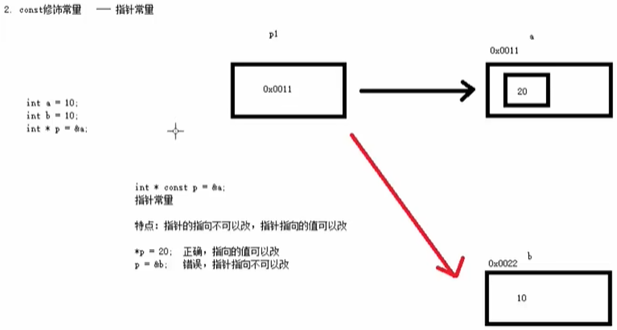 2. const修饰常量 —— 指针常量
p1
a
0x0011
0x0011
20
int a = 10;
int b = 10;
int * p = &a;
int * const p = &a;
指针常量
特点：指针的指向不可以改，指针指向的值可以改
*p = 20; 正确，指向的值可以改
p = &b; 错误，指针指向不可以改
b
0x0022
10